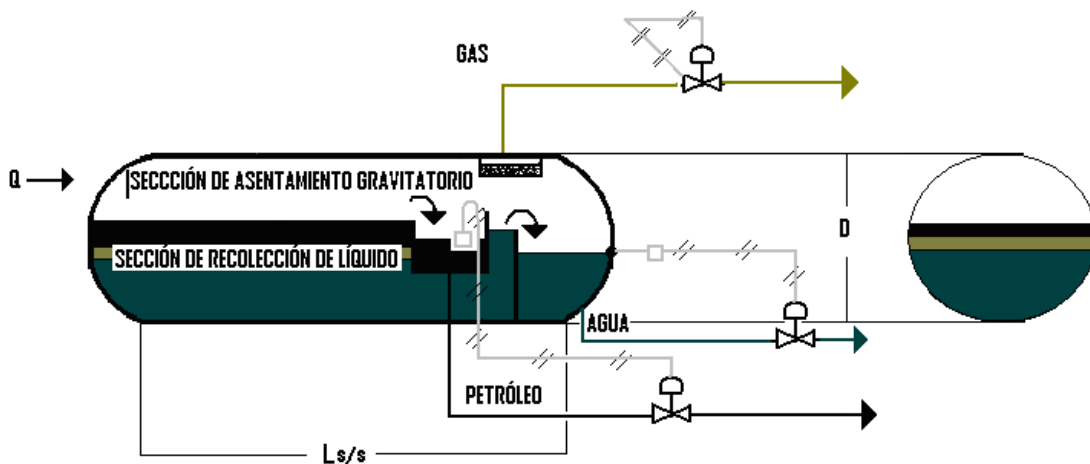 GAS
Q
SECCCIÓN DE ASENTAMIENTO GRAVITATORIO
D
SECCIÓN DE RECOLECCIÓN DE LÍQUIDO
AGUA
PETRÓLEO
Ls/s